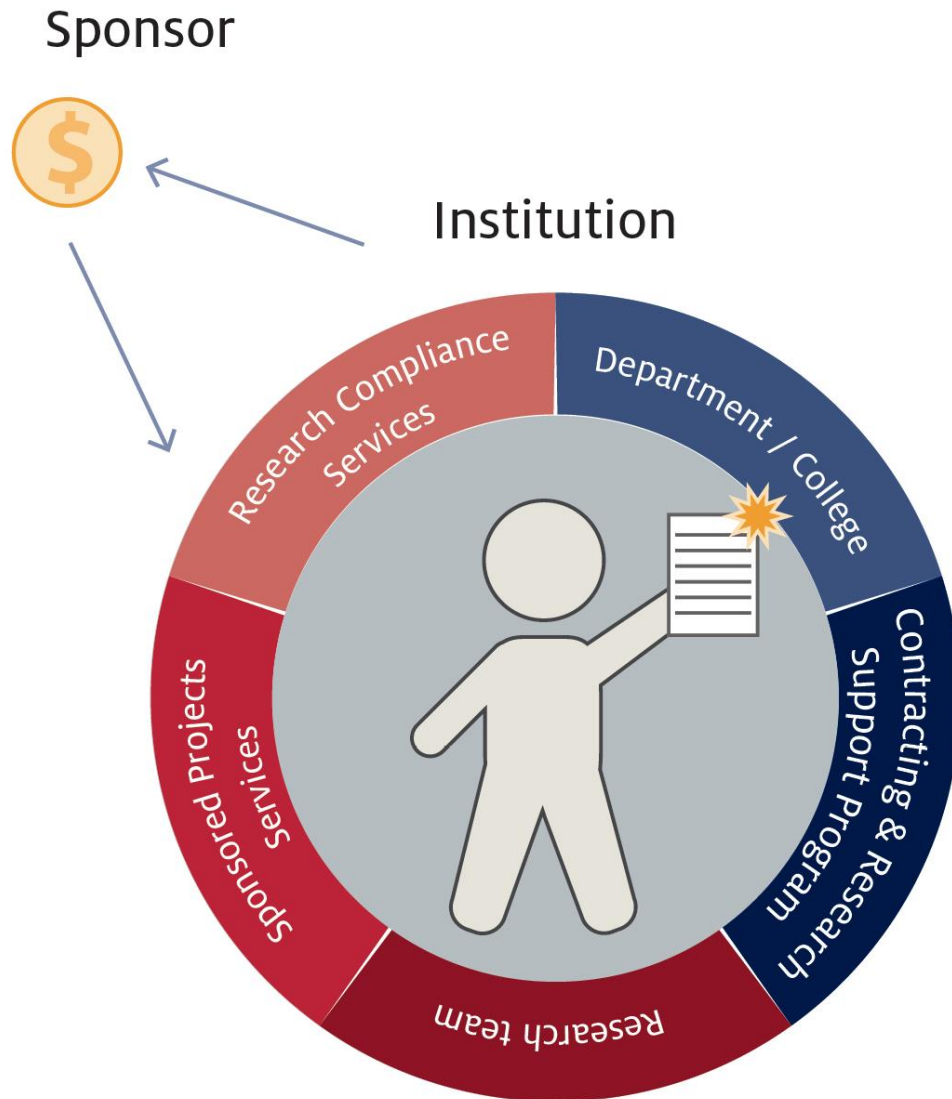 Sponsor
$
Institution
Research Compliance
Services
Department / College
Contracting & Research
Support Program
Research team
Sponsored Projects
Services